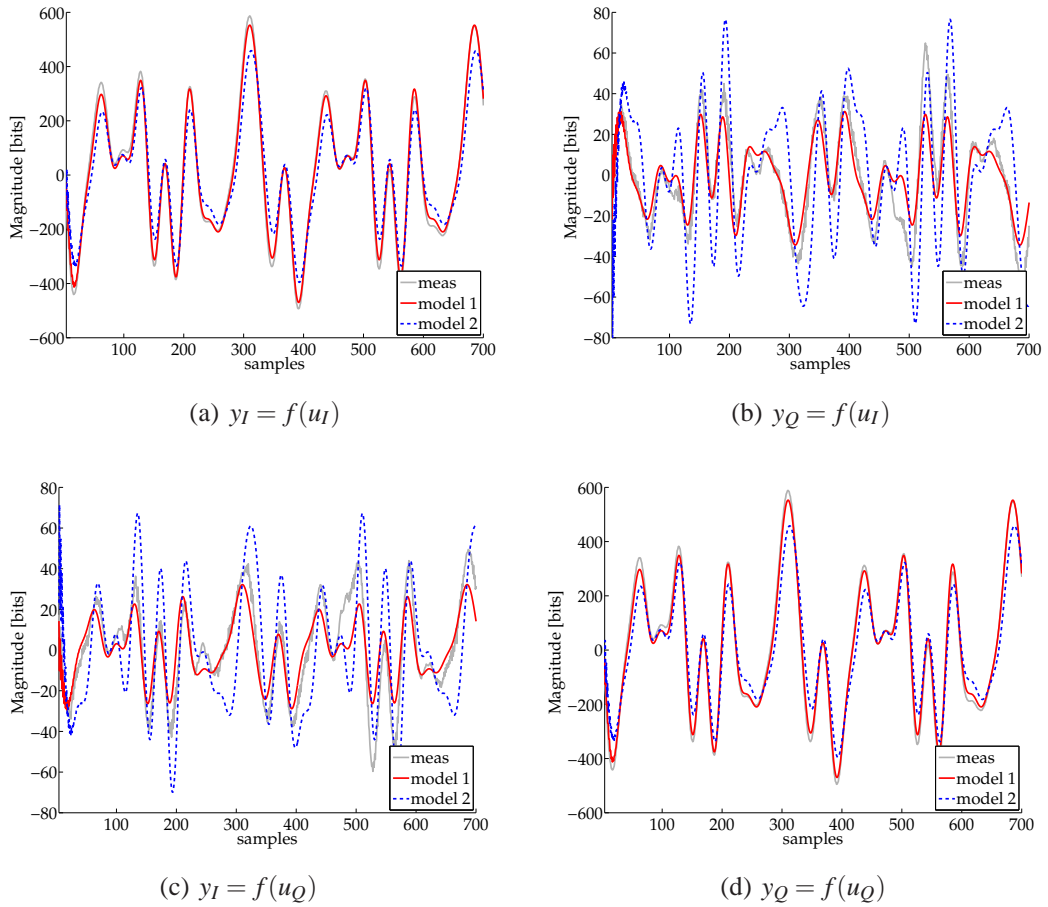 80
60
40
20
0
−20
−40
−60
80
100 200 300 400 500 600 700
samples
Magnitude [bits]
meas
model 1
model 2
600
400
200
0
−200
−400
−600
100 200 300 400 500 600 700
samples
Magnitude [bits]
meas
model 1
model 2
(a) y_I = f(u_I)
(b) y_Q = f(u_I)
80
60
40
20
0
−20
−40
−60
−80
100 200 300 400 500 600 700
samples
Magnitude [bits]
meas
model 1
model 2
600
400
200
0
−200
−400
−600
100 200 300 400 500 600 700
samples
Magnitude [bits]
meas
model 1
model 2
(c) y_I = f(u_Q)
(d) y_Q = f(u_Q)